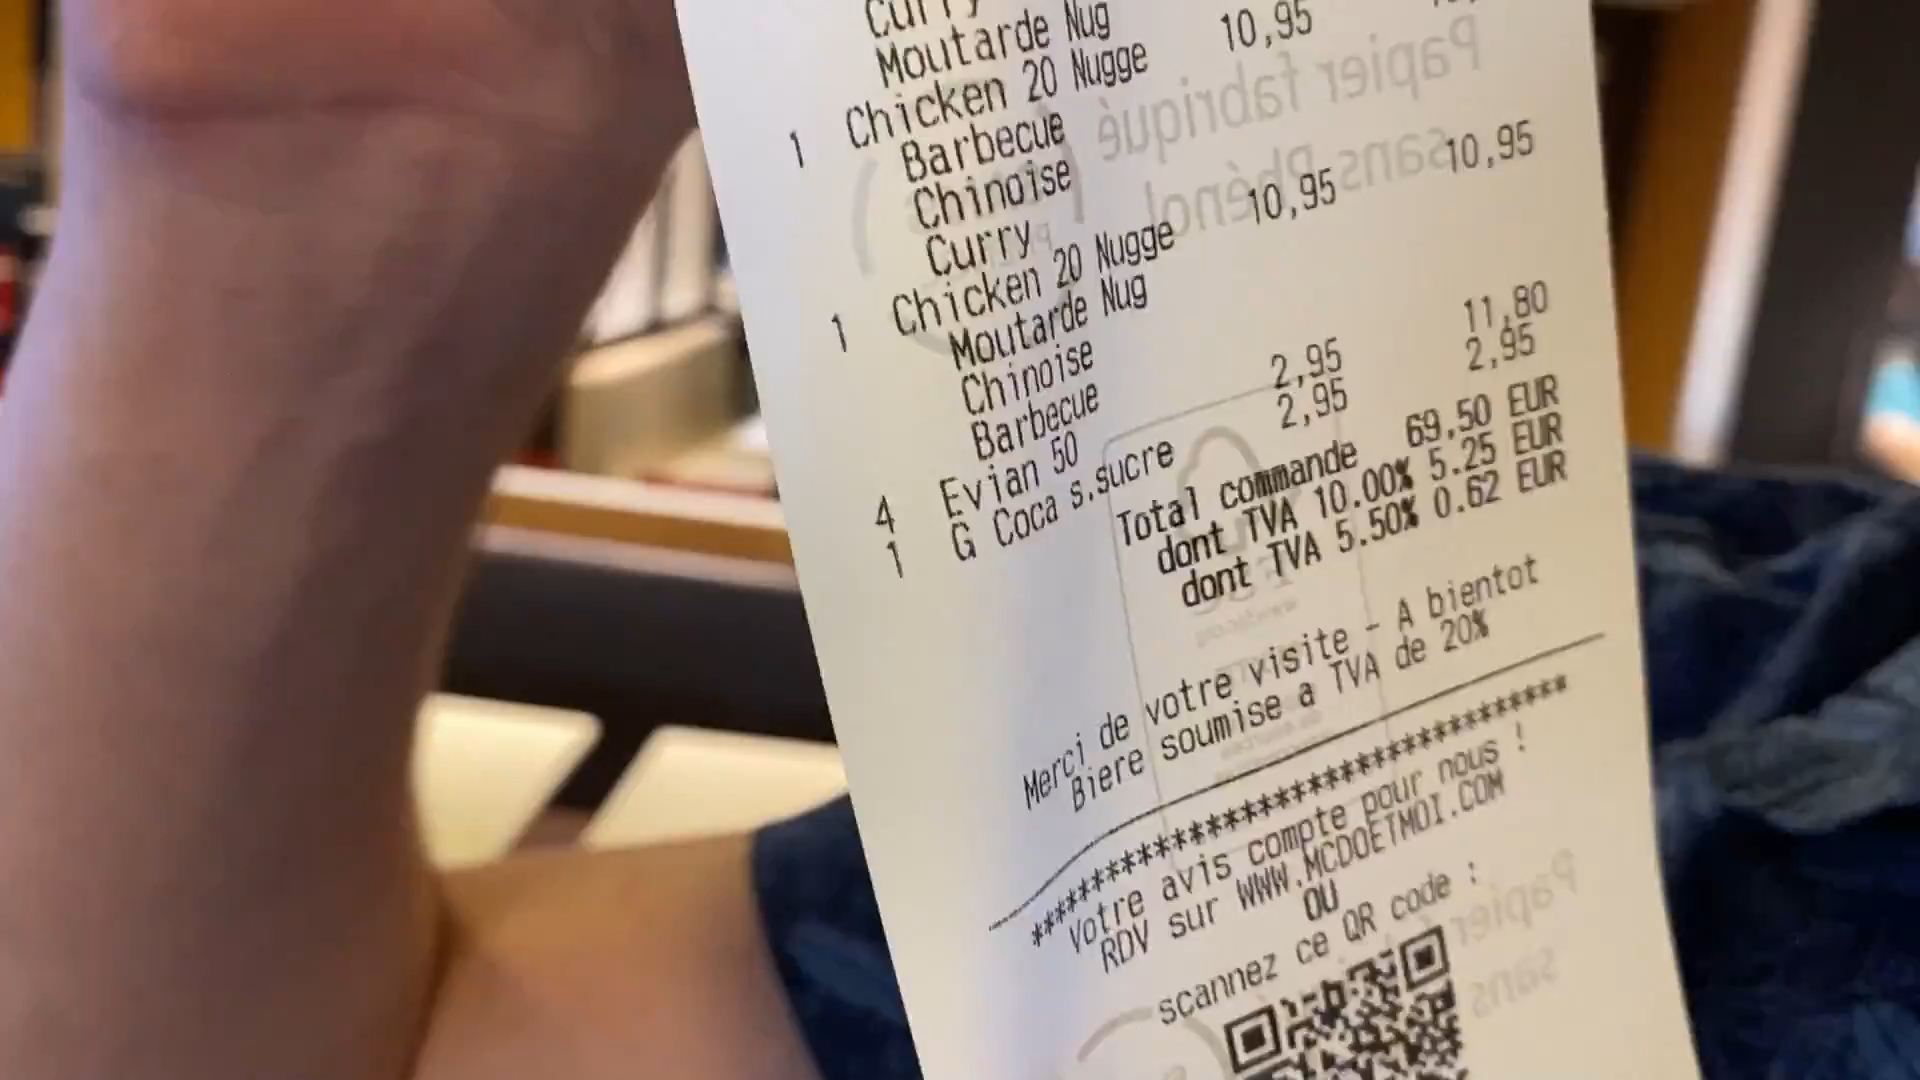 Curry
Moutarde Nug
1 Chicken 20 Nugge 10,95
Barbecue
Chinoise
Curry
1 Chicken 20 Nugge 10,95 10,95
Moutarde Nug
Chinoise
Barbecue
4 Evian 50 2,95 11,80
1 G Coca s.sucre 2,95 2,95
Total commande 69.50 EUR
dont TVA 10.00% 5.25 EUR
dont TVA 5.50% 0.62 EUR
Merci de votre visite - A bientot
Biere soumise a TVA de 20%
************************************
Votre avis compte pour nous !
RDV sur WWW.MCDOETMOI.COM
OU
scannez ce QR code :
Papier fabriqué
sans Phénol
Papier
sans